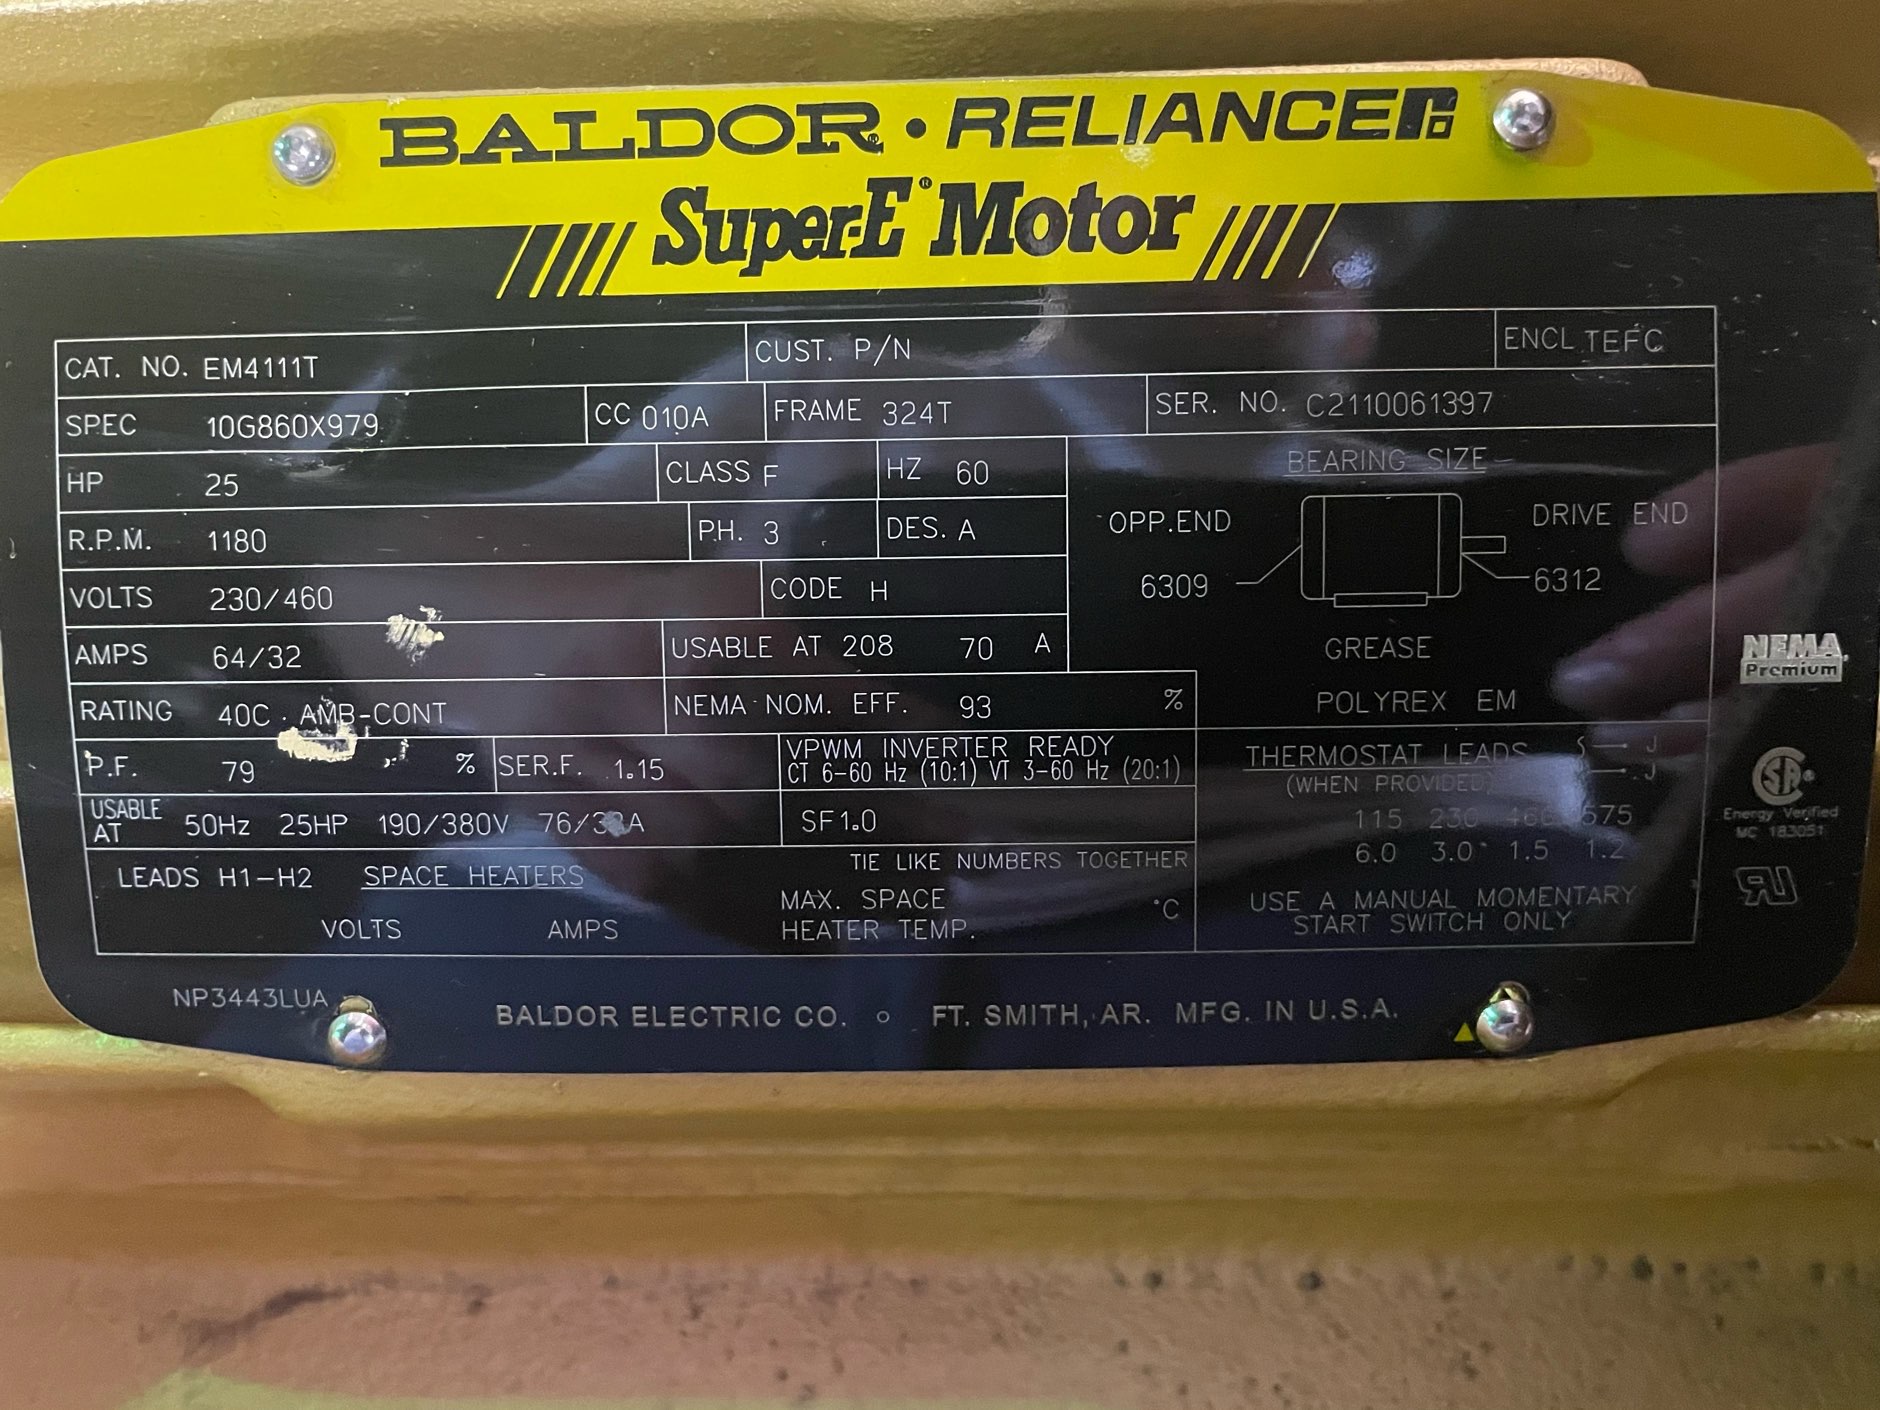 BALDOR® • RELIANCE
Super-E® Motor
CAT. NO. EM4111T CUST. P/N ENCL TEFC
SPEC 10G860X979 CC 010A FRAME 324T SER. NO. C2110061397
HP 25 CLASS F HZ 60 BEARING SIZE
R.P.M. 1180 PH. 3 DES. A OPP.END DRIVE END
VOLTS 230/460 CODE H 6309 6312
AMPS 64/32 USABLE AT 208 70 A GREASE
RATING 40C AMB-CONT NEMA NOM. EFF. 93 % POLYREX EM
P.F. 79 % SER.F. 1.15 VPWM INVERTER READY
CT 6-60 Hz (10:1) VT 3-60 Hz (20:1)
THERMOSTAT LEADS J
(WHEN PROVIDED) J
USABLE AT 50Hz 25HP 190/380V SF1.0
115 230 460 575
6.0 3.0 1.5 1.2
LEADS H1-H2 SPACE HEATERS TIE LIKE NUMBERS TOGETHER
VOLTS AMPS MAX. SPACE
HEATER TEMP. °C
USE A MANUAL MOMENTARY
START SWITCH ONLY
NEMA
Premium
SA®
Energy Verified
MC 183051
RU
NP3443LUA
BALDOR ELECTRIC CO. ○ FT. SMITH, AR. MFG. IN U.S.A.